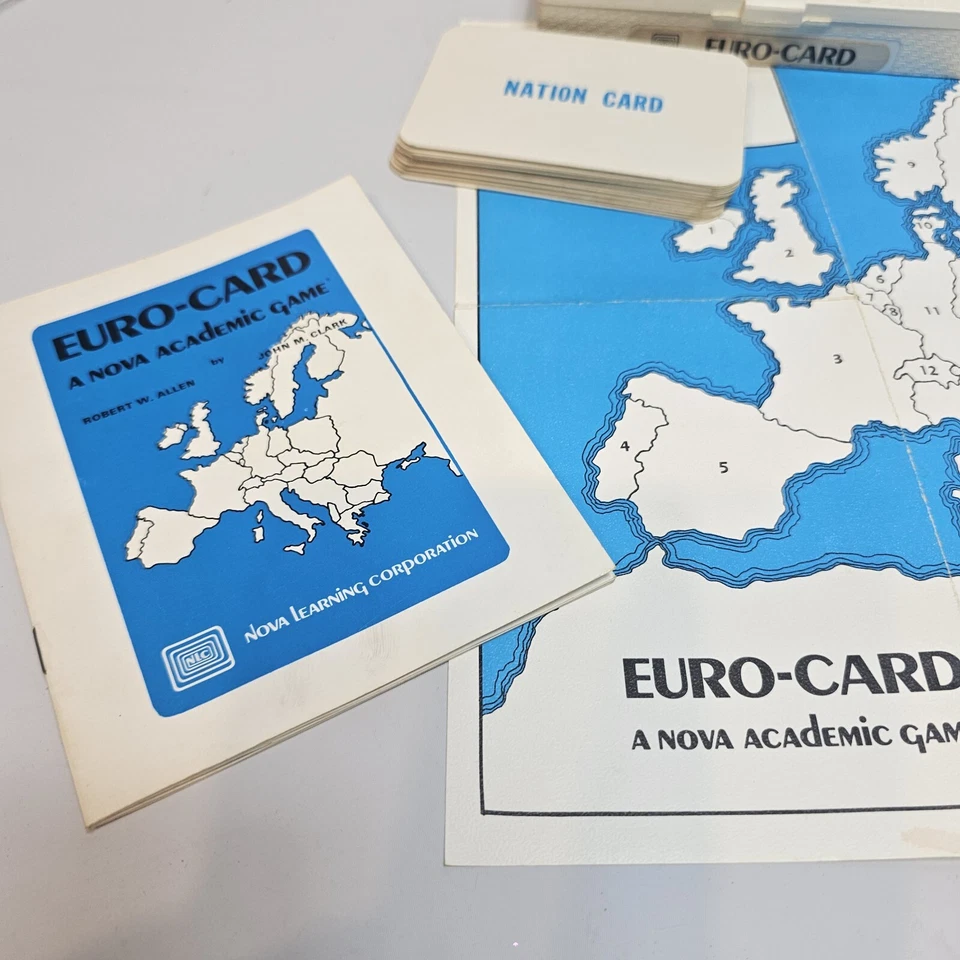 EURO-CARD
NATION CARD
EURO-CARD
A NOVA ACADEMIC GAME
by
JOHN M. CLARK
ROBERT W. ALLEN
NOVA LEARNING CORPORATION
NLC
1
2
3
4
5
6
7
8
9
10
11
12
EURO-CARD
A NOVA ACADEMIC GAM